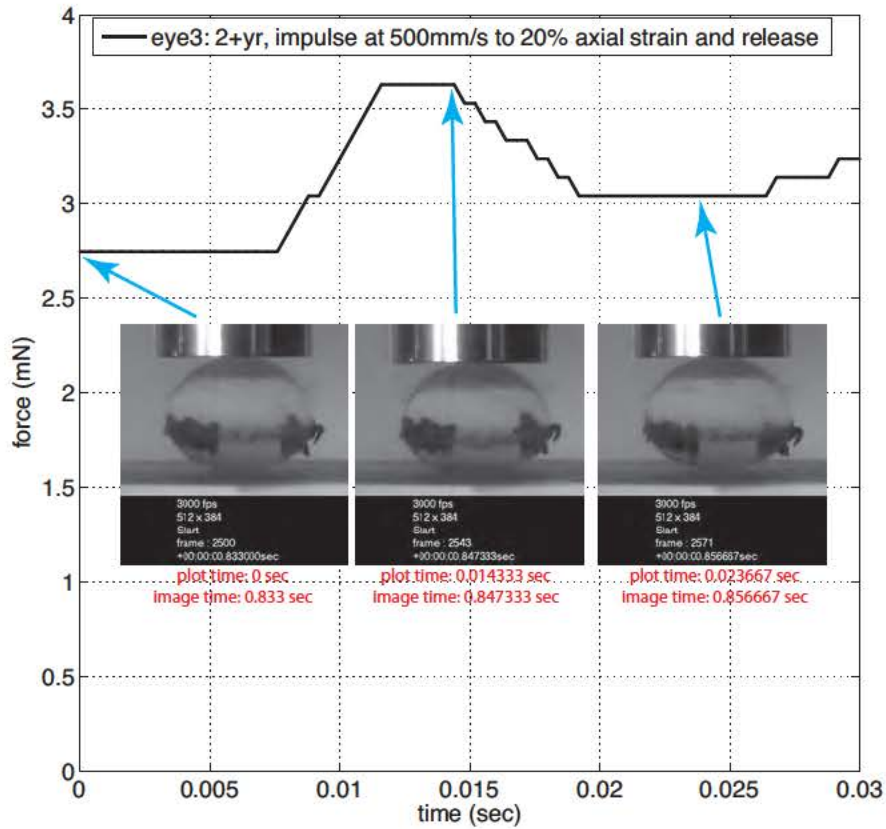 4
eye3: 2+yr, impulse at 500mm/s to 20% axial strain and release
3.5
3
2.5
2
1.5
1
0.5
0
force (mN)
3000 fps
512 x 384
Start
frame : 2500
+00:00:00.833000sec
plot time: 0 sec
image time: 0.833 sec
3000 fps
512 x 384
Start
frame : 2543
+00:00:00.847333sec
plot time: 0.014333 sec
image time: 0.847333 sec
3000 fps
512 x 384
Start
frame : 2571
+00:00:00.856667sec
plot time: 0.023667 sec
image time: 0.856667 sec
0 0.005 0.01 0.015 0.02 0.025 0.03
time (sec)